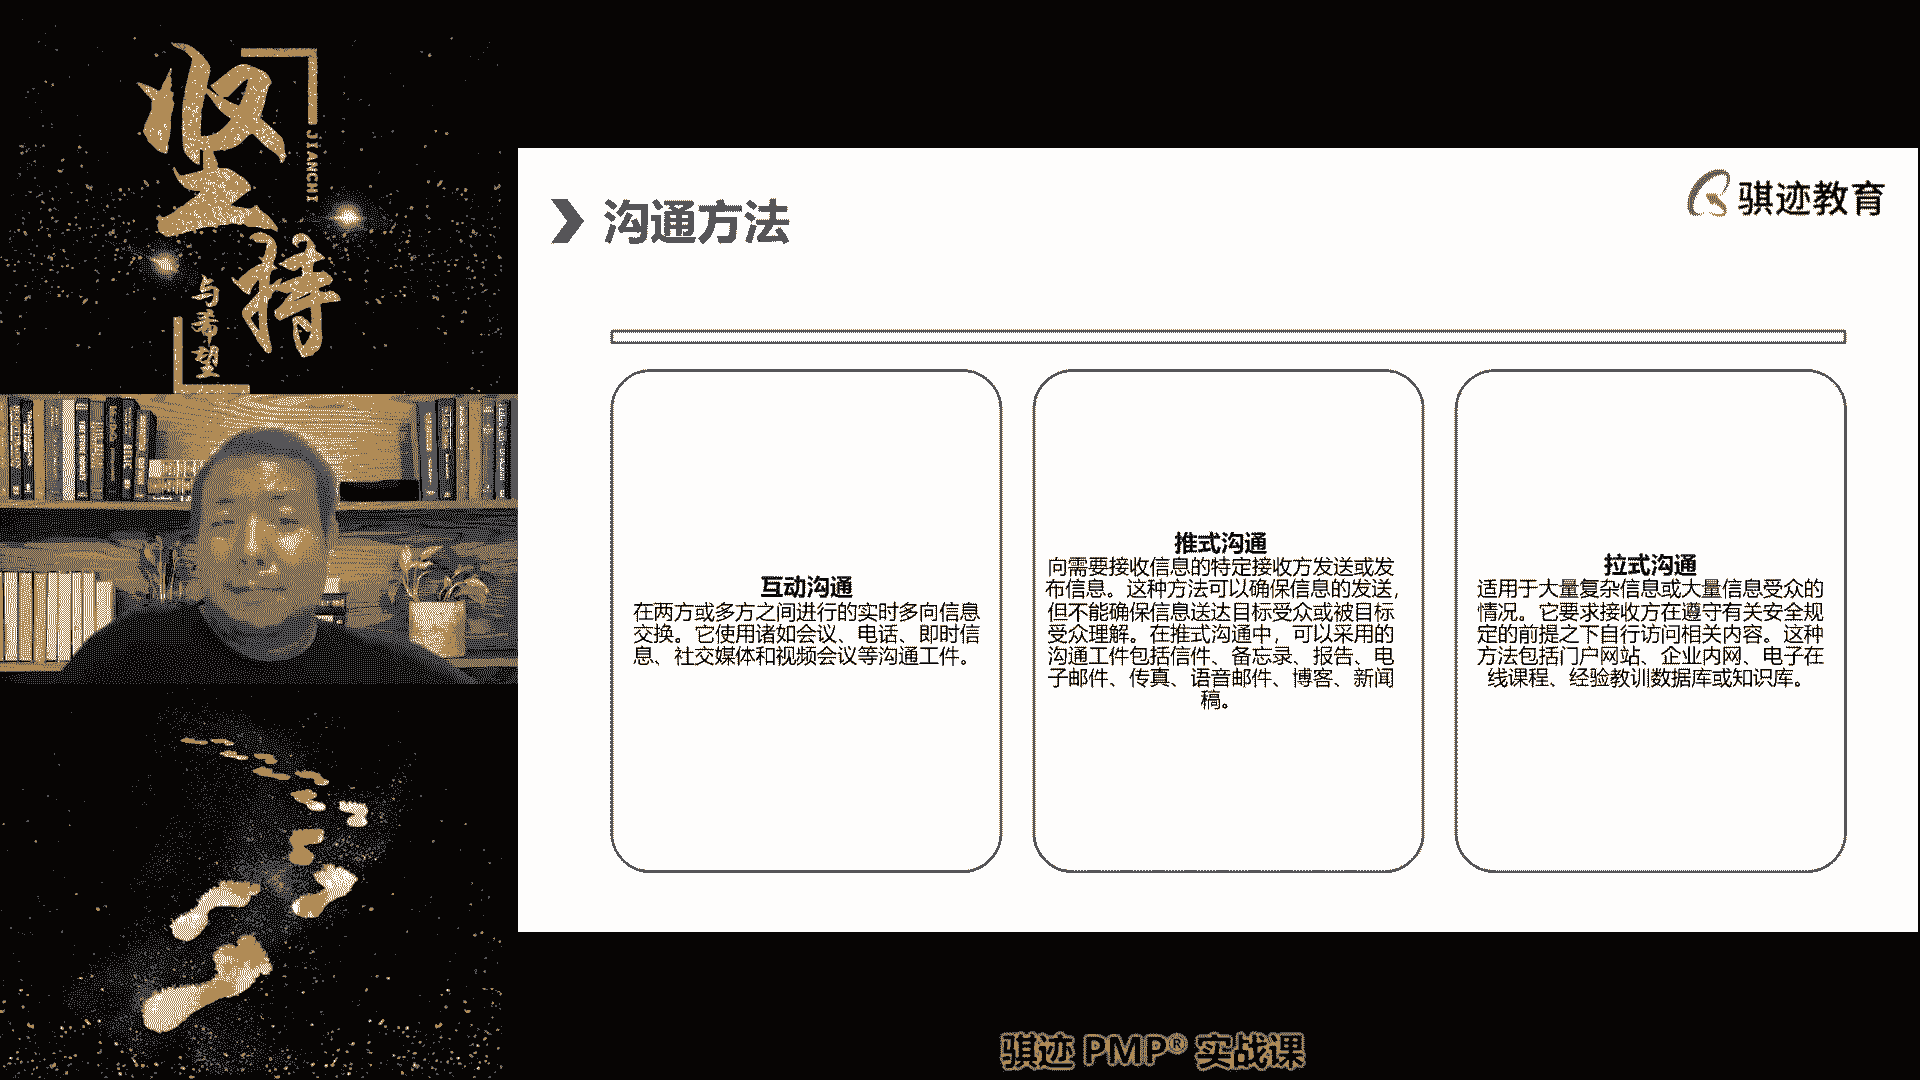 坚持
JIANCHI
与希望
沟通方法
骐迹教育
互动沟通
在两方或多方之间进行的实时多向信息
交换。它使用诸如会议、电话、即时信
息、社交媒体和视频会议等沟通工件。
推式沟通
向需要接收信息的特定接收方发送或发
布信息。这种方法可以确保信息的发送，
但不能确保信息送达目标受众或被目标
受众理解。在推式沟通中，可以采用的
沟通工件包括信件、备忘录、报告、电
子邮件、传真、语音邮件、博客、新闻
稿。
拉式沟通
适用于大量复杂信息或大量信息受众的
情况。它要求接收方在遵守有关安全规
定的前提之下自行访问相关内容。这种
方法包括门户网站、企业内网、电子在
线课程、经验教训数据库或知识库。
骐迹 PMP® 实战课